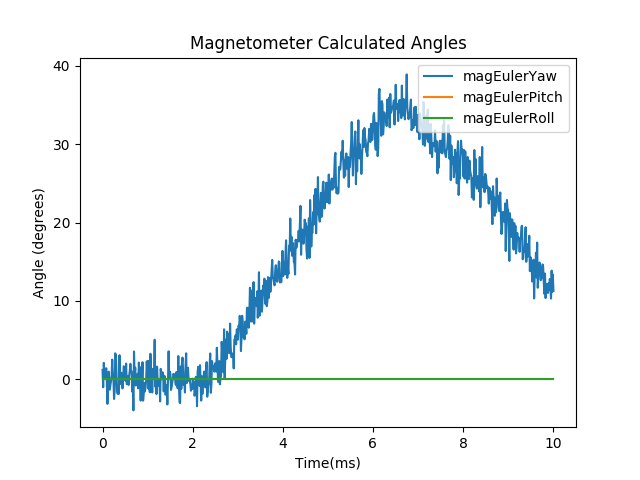 Magnetometer Calculated Angles
magEulerYaw
magEulerPitch
magEulerRoll
40
30
20
10
0
Angle (degrees)
0 2 4 6 8 10
Time(ms)